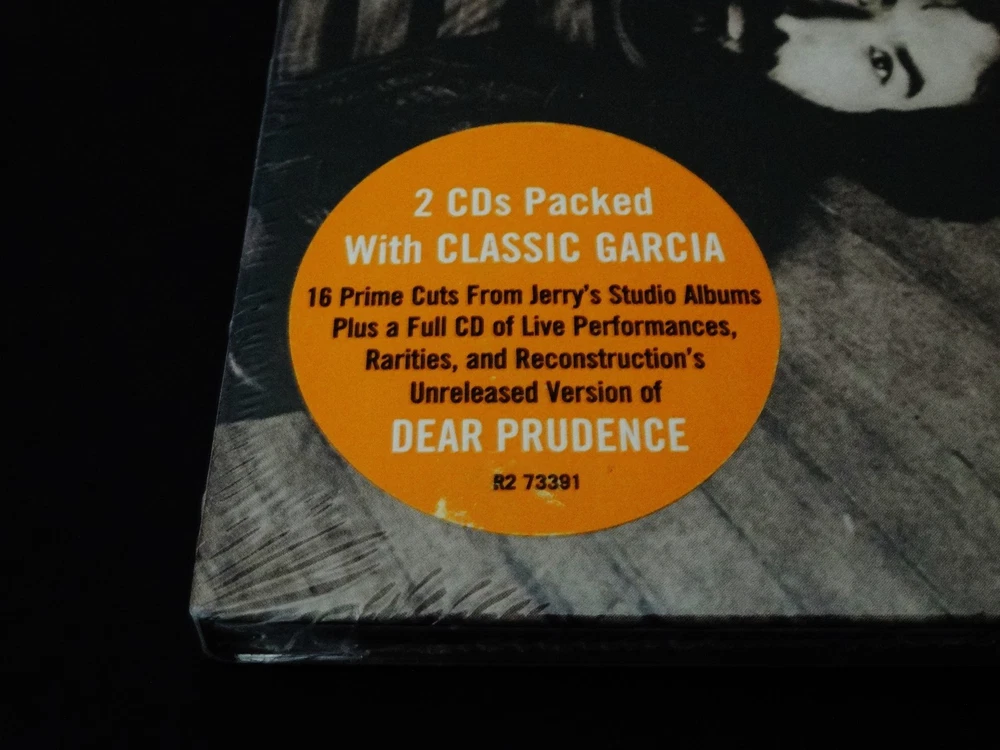 2 CDs Packed
With CLASSIC GARCIA
16 Prime Cuts From Jerry's Studio Albums
Plus a Full CD of Live Performances,
Rarities, and Reconstruction's
Unreleased Version of
DEAR PRUDENCE
R2 73391